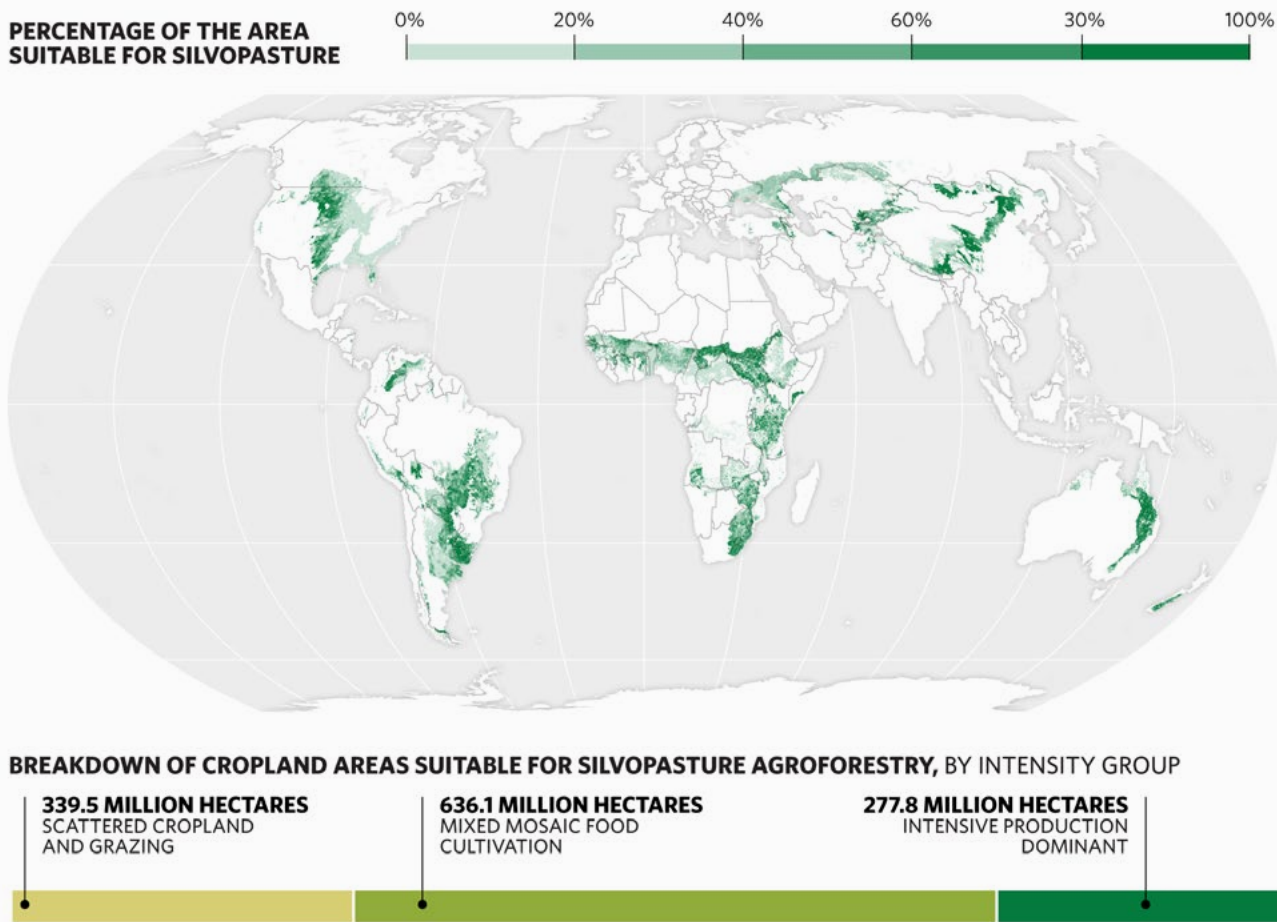 PERCENTAGE OF THE AREA
SUITABLE FOR SILVOPASTURE
0% 20% 40% 60% 30% 100%
BREAKDOWN OF CROPLAND AREAS SUITABLE FOR SILVOPASTURE AGROFORESTRY, BY INTENSITY GROUP
339.5 MILLION HECTARES
SCATTERED CROPLAND
AND GRAZING
636.1 MILLION HECTARES
MIXED MOSAIC FOOD
CULTIVATION
277.8 MILLION HECTARES
INTENSIVE PRODUCTION
DOMINANT